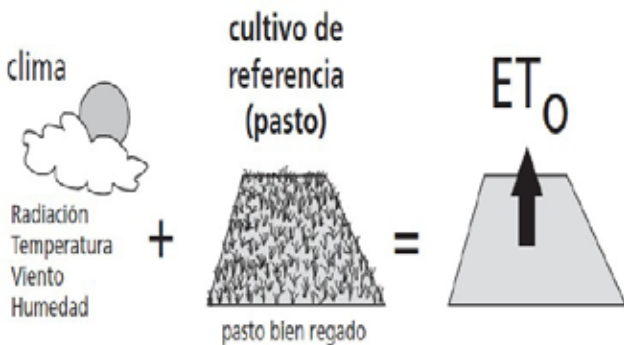 clima
Radiación
Temperatura
Viento
Humedad
+
cultivo de
referencia
(pasto)
pasto bien regado
=
ET₀